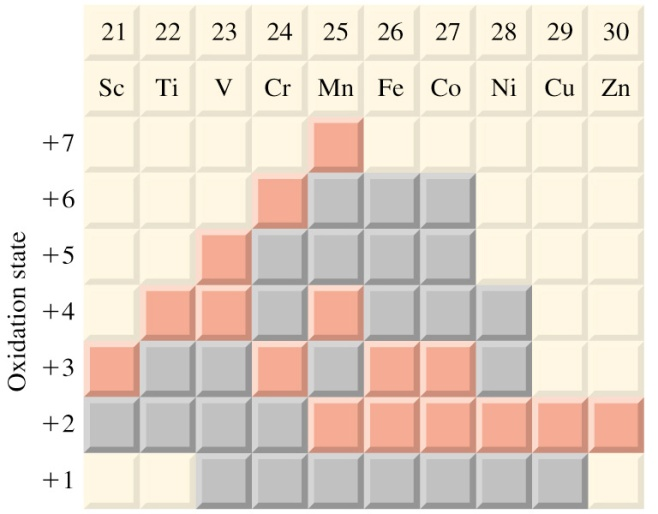 21 22 23 24 25 26 27 28 29 30
Sc Ti V Cr Mn Fe Co Ni Cu Zn
+7
+6
+5
+4
+3
+2
+1
Oxidation state